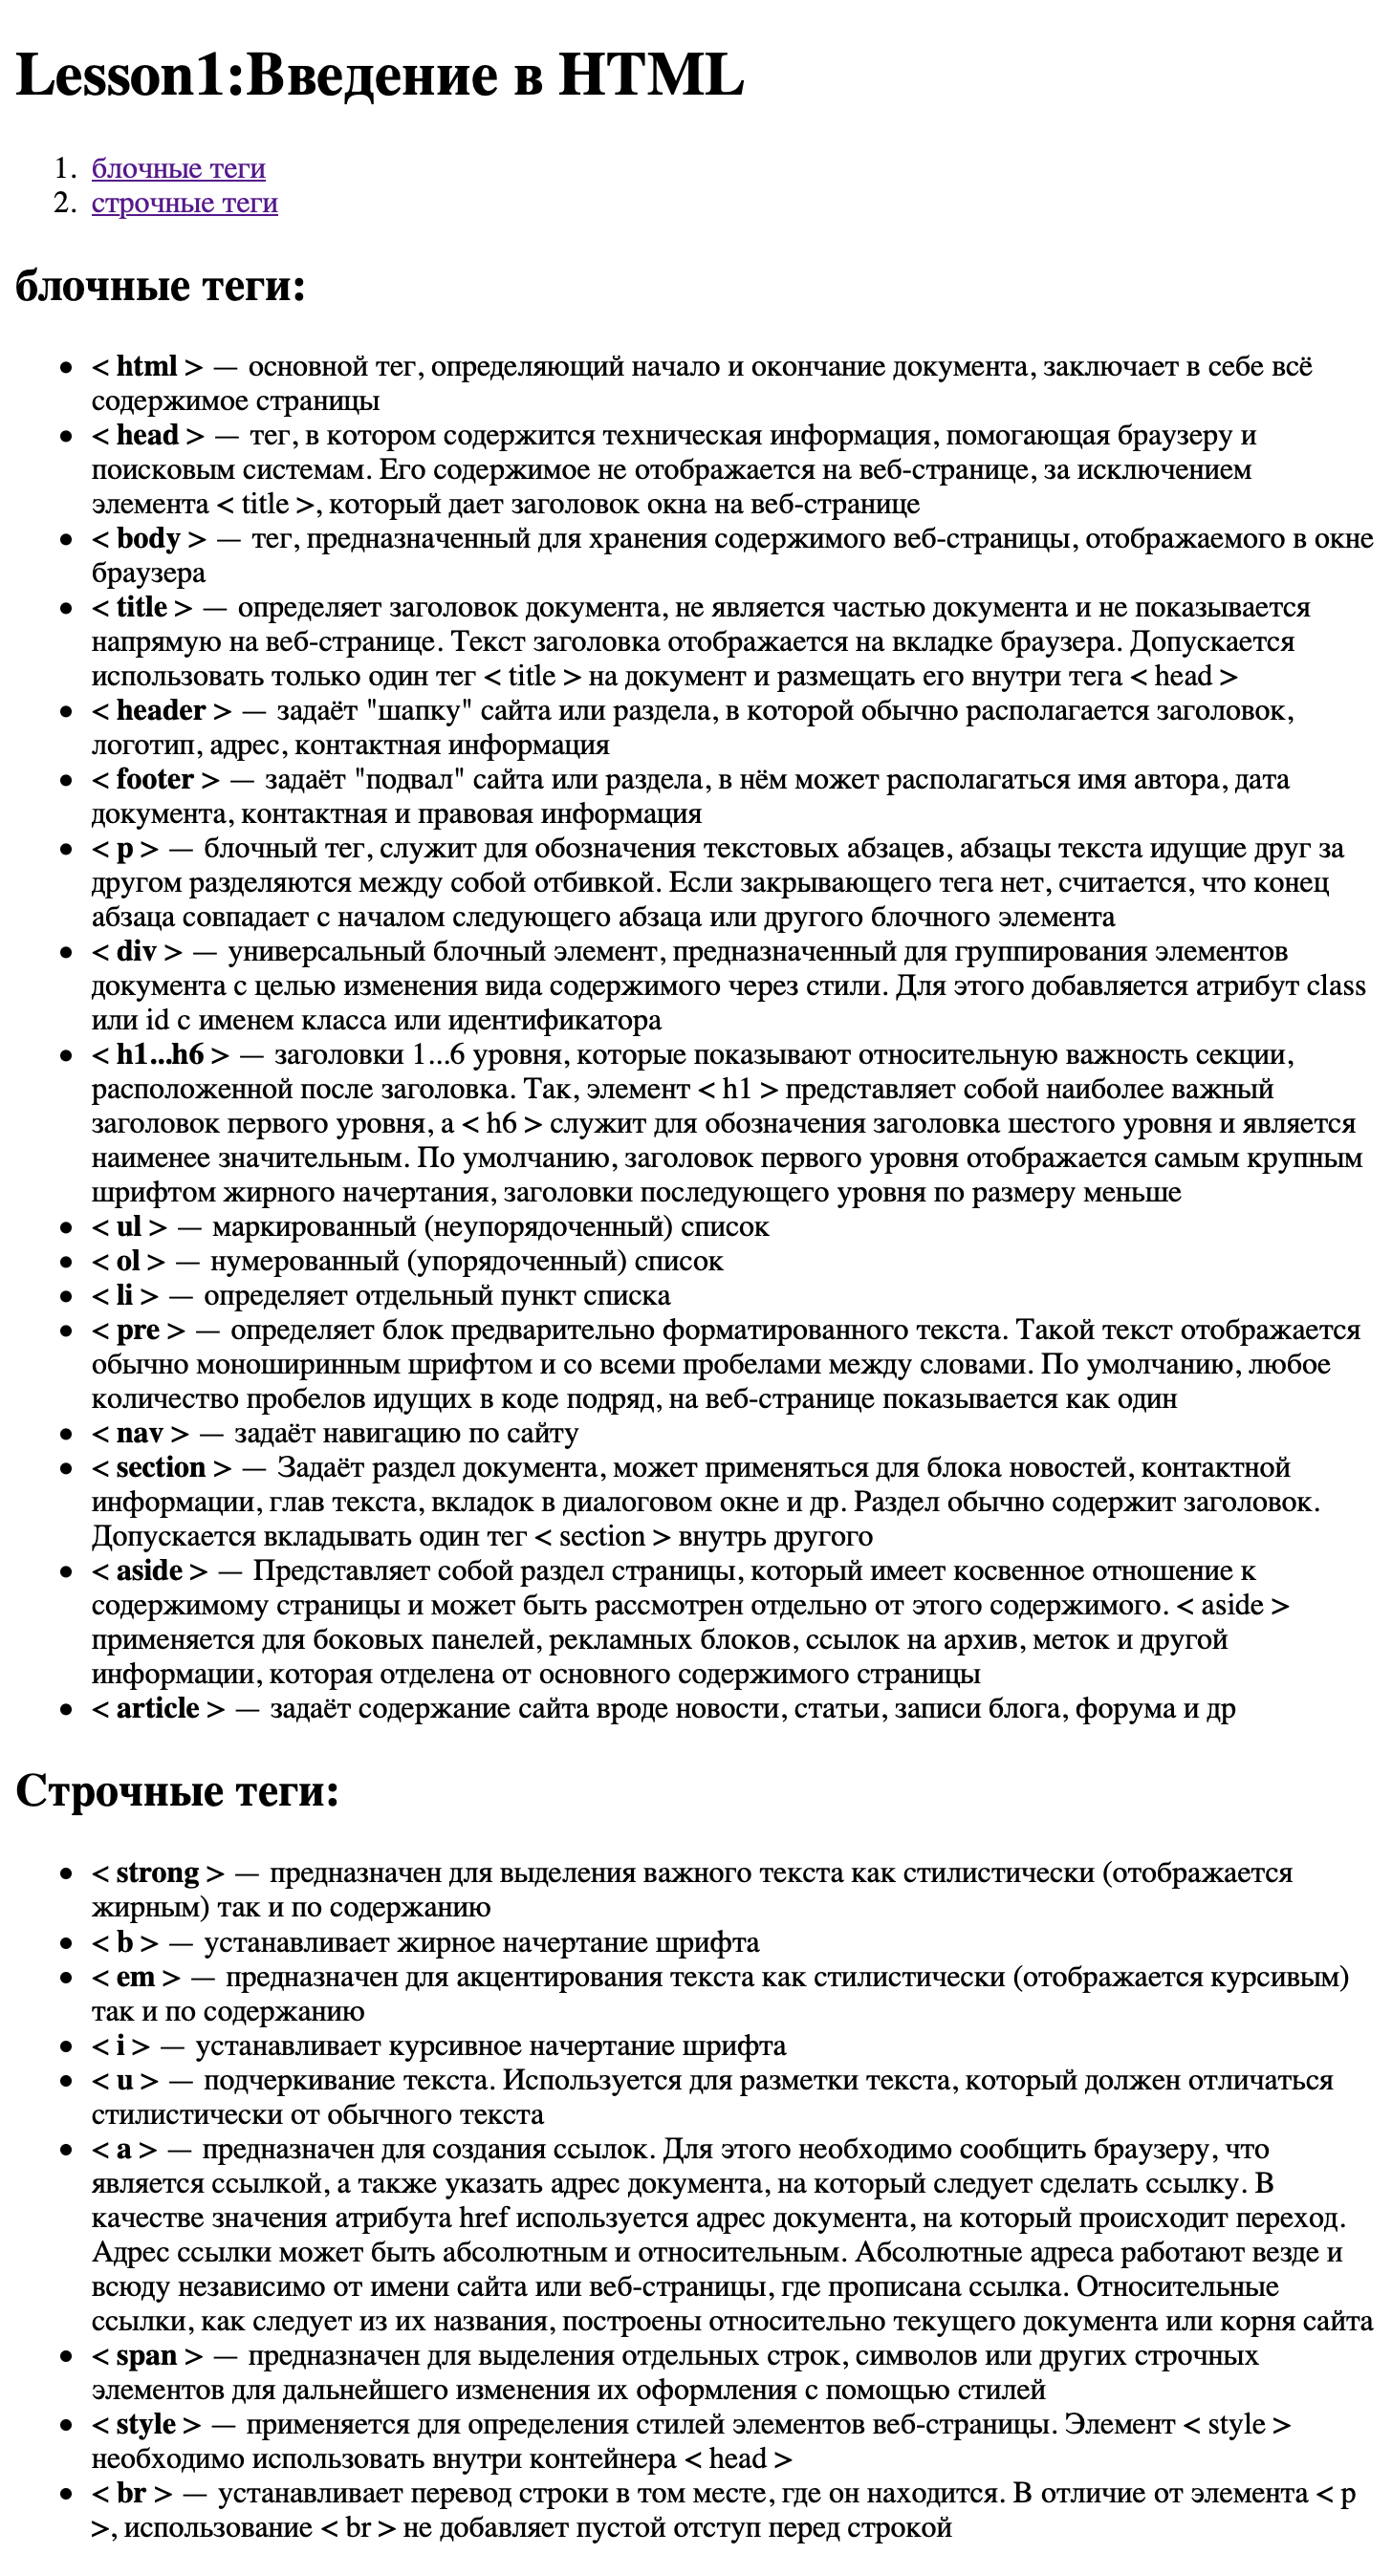 Lesson1:Введение в HTML
1. блочные теги
2. строчные теги
блочные теги:
• < html > — основной тег, определяющий начало и окончание документа, заключает в себе всё
содержимое страницы
• < head > — тег, в котором содержится техническая информация, помогающая браузеру и
поисковым системам. Его содержимое не отображается на веб-странице, за исключением
элемента < title >, который дает заголовок окна на веб-странице
• < body > — тег, предназначенный для хранения содержимого веб-страницы, отображаемого в окне
браузера
• < title > — определяет заголовок документа, не является частью документа и не показывается
напрямую на веб-странице. Текст заголовка отображается на вкладке браузера. Допускается
использовать только один тег < title > на документ и размещать его внутри тега < head >
• < header > — задаёт "шапку" сайта или раздела, в которой обычно располагается заголовок,
логотип, адрес, контактная информация
• < footer > — задаёт "подвал" сайта или раздела, в нём может располагаться имя автора, дата
документа, контактная и правовая информация
• < p > — блочный тег, служит для обозначения текстовых абзацев, абзацы текста идущие друг за
другом разделяются между собой отбивкой. Если закрывающего тега нет, считается, что конец
абзаца совпадает с началом следующего абзаца или другого блочного элемента
• < div > — универсальный блочный элемент, предназначенный для группирования элементов
документа с целью изменения вида содержимого через стили. Для этого добавляется атрибут class
или id с именем класса или идентификатора
• < h1...h6 > — заголовки 1...6 уровня, которые показывают относительную важность секции,
расположенной после заголовка. Так, элемент < h1 > представляет собой наиболее важный
заголовок первого уровня, а < h6 > служит для обозначения заголовка шестого уровня и является
наименее значительным. По умолчанию, заголовок первого уровня отображается самым крупным
шрифтом жирного начертания, заголовки последующего уровня по размеру меньше
• < ul > — маркированный (неупорядоченный) список
• < ol > — нумерованный (упорядоченный) список
• < li > — определяет отдельный пункт списка
• < pre > — определяет блок предварительно форматированного текста. Такой текст отображается
обычно моноширинным шрифтом и со всеми пробелами между словами. По умолчанию, любое
количество пробелов идущих в коде подряд, на веб-странице показывается как один
• < nav > — задаёт навигацию по сайту
• < section > — Задаёт раздел документа, может применяться для блока новостей, контактной
информации, глав текста, вкладок в диалоговом окне и др. Раздел обычно содержит заголовок.
Допускается вкладывать один тег < section > внутрь другого
• < aside > — Представляет собой раздел страницы, который имеет косвенное отношение к
содержимому страницы и может быть рассмотрен отдельно от этого содержимого. < aside >
применяется для боковых панелей, рекламных блоков, ссылок на архив, меток и другой
информации, которая отделена от основного содержимого страницы
• < article > — задаёт содержание сайта вроде новости, статьи, записи блога, форума и др
Строчные теги:
• < strong > — предназначен для выделения важного текста как стилистически (отображается
жирным) так и по содержанию
• < b > — устанавливает жирное начертание шрифта
• < em > — предназначен для акцентирования текста как стилистически (отображается курсивым)
так и по содержанию
• < i > — устанавливает курсивное начертание шрифта
• < u > — подчеркивание текста. Используется для разметки текста, который должен отличаться
стилистически от обычного текста
• < a > — предназначен для создания ссылок. Для этого необходимо сообщить браузеру, что
является ссылкой, а также указать адрес документа, на который следует сделать ссылку. В
качестве значения атрибута href используется адрес документа, на который происходит переход.
Адрес ссылки может быть абсолютным и относительным. Абсолютные адреса работают везде и
всюду независимо от имени сайта или веб-страницы, где прописана ссылка. Относительные
ссылки, как следует из их названия, построены относительно текущего документа или корня сайта
• < span > — предназначен для выделения отдельных строк, символов или других строчных
элементов для дальнейшего изменения их оформления с помощью стилей
• < style > — применяется для определения стилей элементов веб-страницы. Элемент < style >
необходимо использовать внутри контейнера < head >
• < br > — устанавливает перевод строки в том месте, где он находится. В отличие от элемента < p
>, использование < br > не добавляет пустой отступ перед строкой